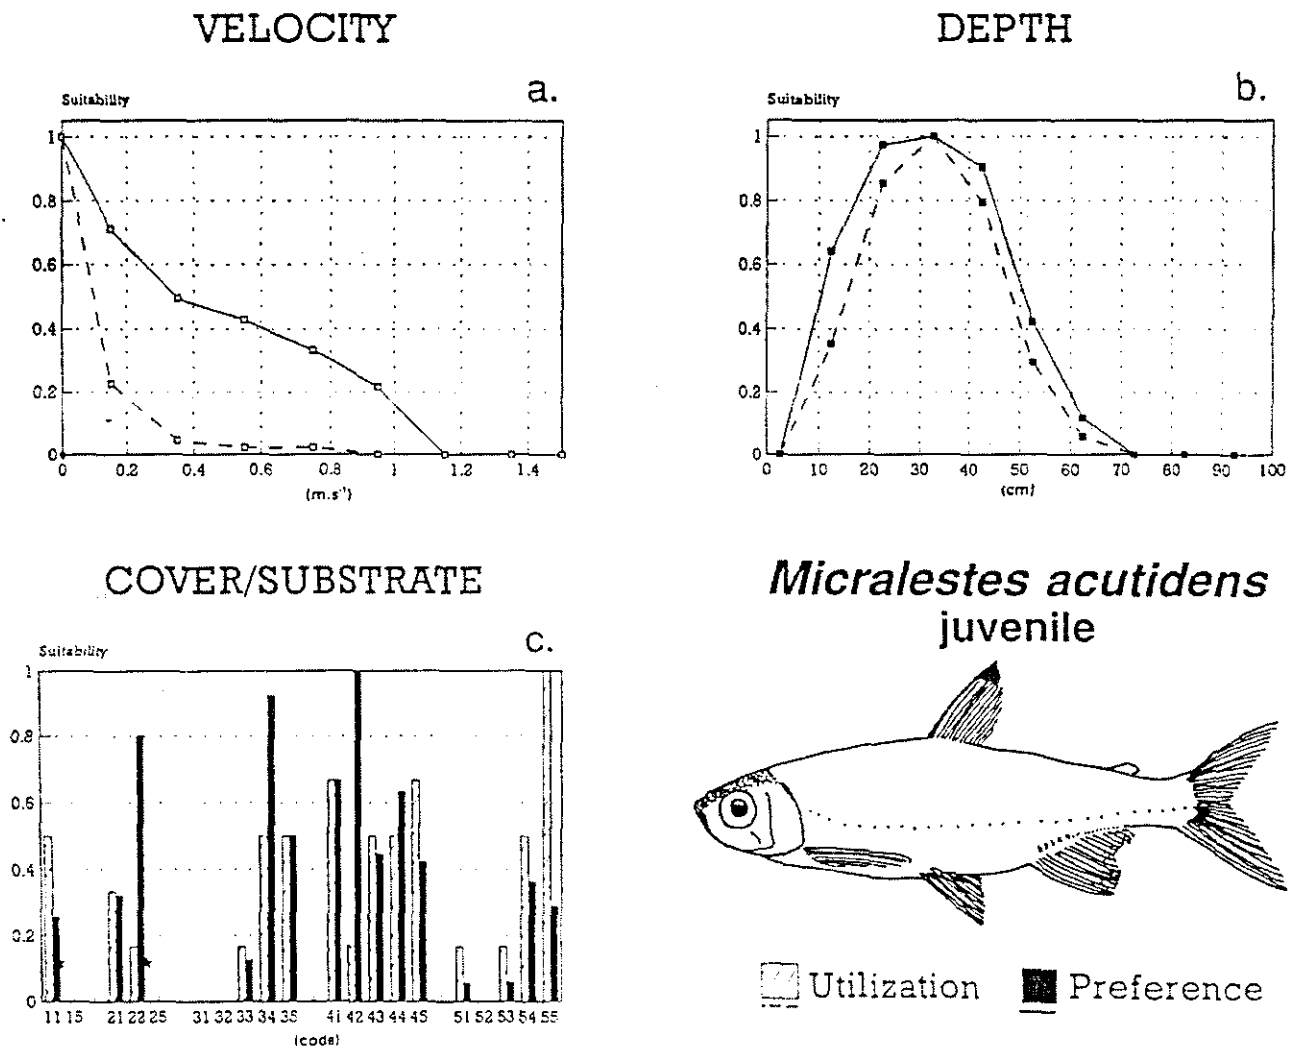 VELOCITY
DEPTH
Suitability
a.
1
0.8
0.6
0.4
0.2
0
0 0.2 0.4 0.6 0.8 1 1.2 1.4
(m.s⁻¹)
Suitability
b.
1
0.8
0.6
0.4
0.2
0
0 10 20 30 40 50 60 70 80 90 100
(cm)
COVER/SUBSTRATE
Suitability
c.
1
0.8
0.6
0.4
0.2
0
11 15 21 22 25 31 32 33 34 35 41 42 43 44 45 51 52 53 54 55
(code)
Micralestes acutidens
juvenile
Utilization
Preference